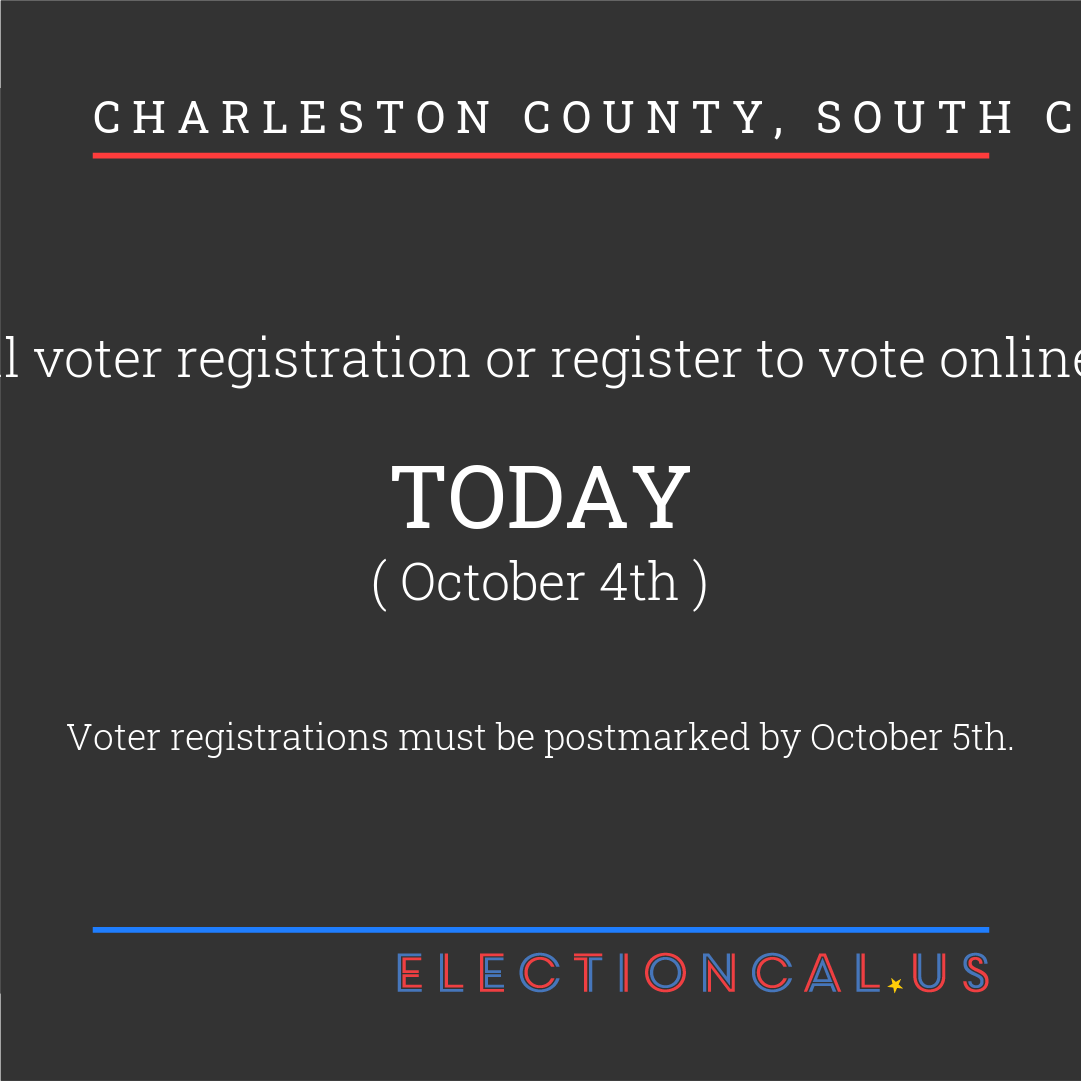 CHARLESTON COUNTY, SOUTH C
l voter registration or register to vote online
TODAY
( October 4th )
Voter registrations must be postmarked by October 5th.
ELECTIONCAL.US